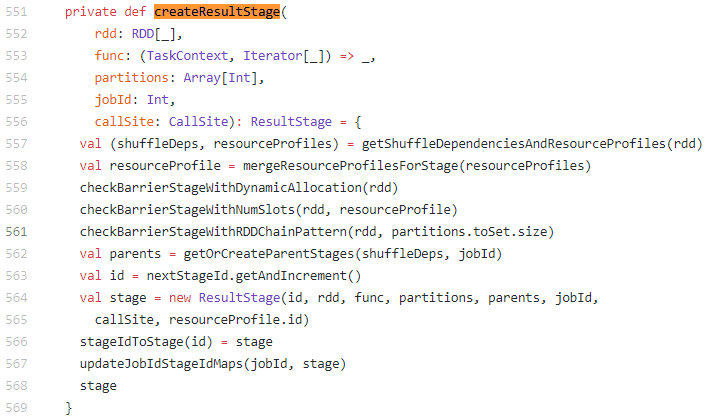 551 private def createResultStage(
552 rdd: RDD[_],
553 func: (TaskContext, Iterator[_]) => _,
554 partitions: Array[Int],
555 jobId: Int,
556 callSite: CallSite): ResultStage = {
557 val (shuffleDeps, resourceProfiles) = getShuffleDependenciesAndResourceProfiles(rdd)
558 val resourceProfile = mergeResourceProfilesForStage(resourceProfiles)
559 checkBarrierStageWithDynamicAllocation(rdd)
560 checkBarrierStageWithNumSlots(rdd, resourceProfile)
561 checkBarrierStageWithRDDChainPattern(rdd, partitions.toSet.size)
562 val parents = getOrCreateParentStages(shuffleDeps, jobId)
563 val id = nextStageId.getAndIncrement()
564 val stage = new ResultStage(id, rdd, func, partitions, parents, jobId,
565 callSite, resourceProfile.id)
566 stageIdToStage(id) = stage
567 updateJobIdStageIdMaps(jobId, stage)
568 stage
569 }